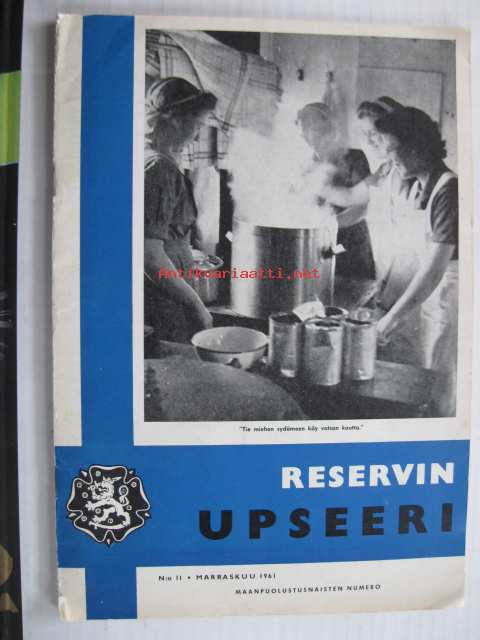 Antikvariaatti.net
"Tie miehen sydämeen käy vatsan kautta."
RESERVIN
UPSEERI
N:o 11 • MARRASKUU 1961
MAANPUOLUSTUSNAISTEN NUMERO